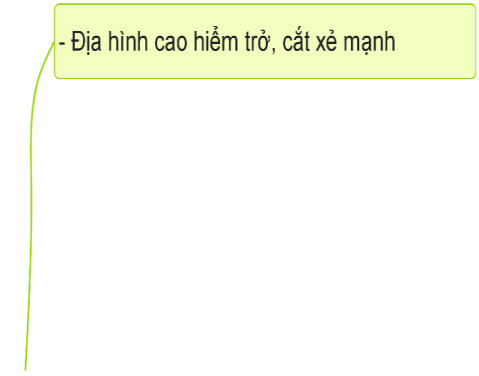 - Địa hình cao hiểm trở, cắt xẻ mạnh